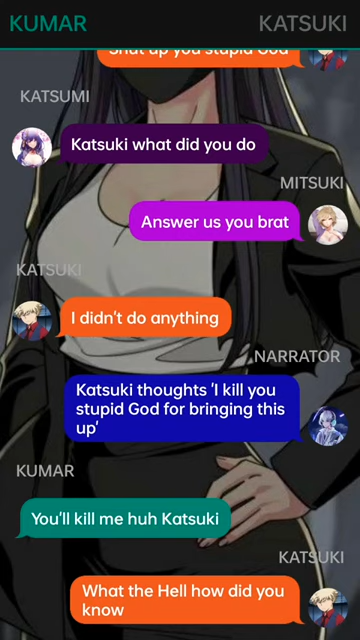 KUMAR
KATSUKI
Shut up you stupid God
KATSUMI
Katsuki what did you do
MITSUKI
Answer us you brat
KATSUKI
I didn't do anything
NARRATOR
Katsuki thoughts 'I kill you
stupid God for bringing this
up'
KUMAR
You'll kill me huh Katsuki
KATSUKI
What the Hell how did you
know